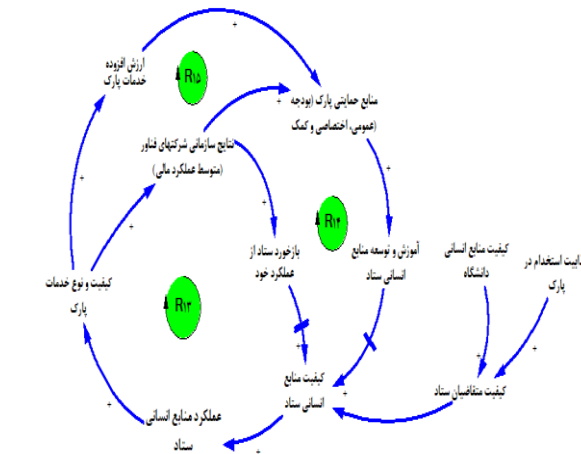 ارزش افزوده
خدمات پارک
R۱۵
منابع حمایتی پارک (بودجه
عمومی، اختصاصی و کمک)
نتایج سازمانی شرکتهای فناور
(متوسط عملکرد مالی)
R۱۴
بازخورد ستاد از
عملکرد خود
آموزش و توسعه منابع
انسانی ستاد
کیفیت منابع انسانی
دانشگاه
استخدام در
پارک
کیفیت و نوع خدمات
پارک
R۱۳
کیفیت منابع
انسانی ستاد
کیفیت متقاضیان ستاد
عملکرد منابع انسانی
ستاد